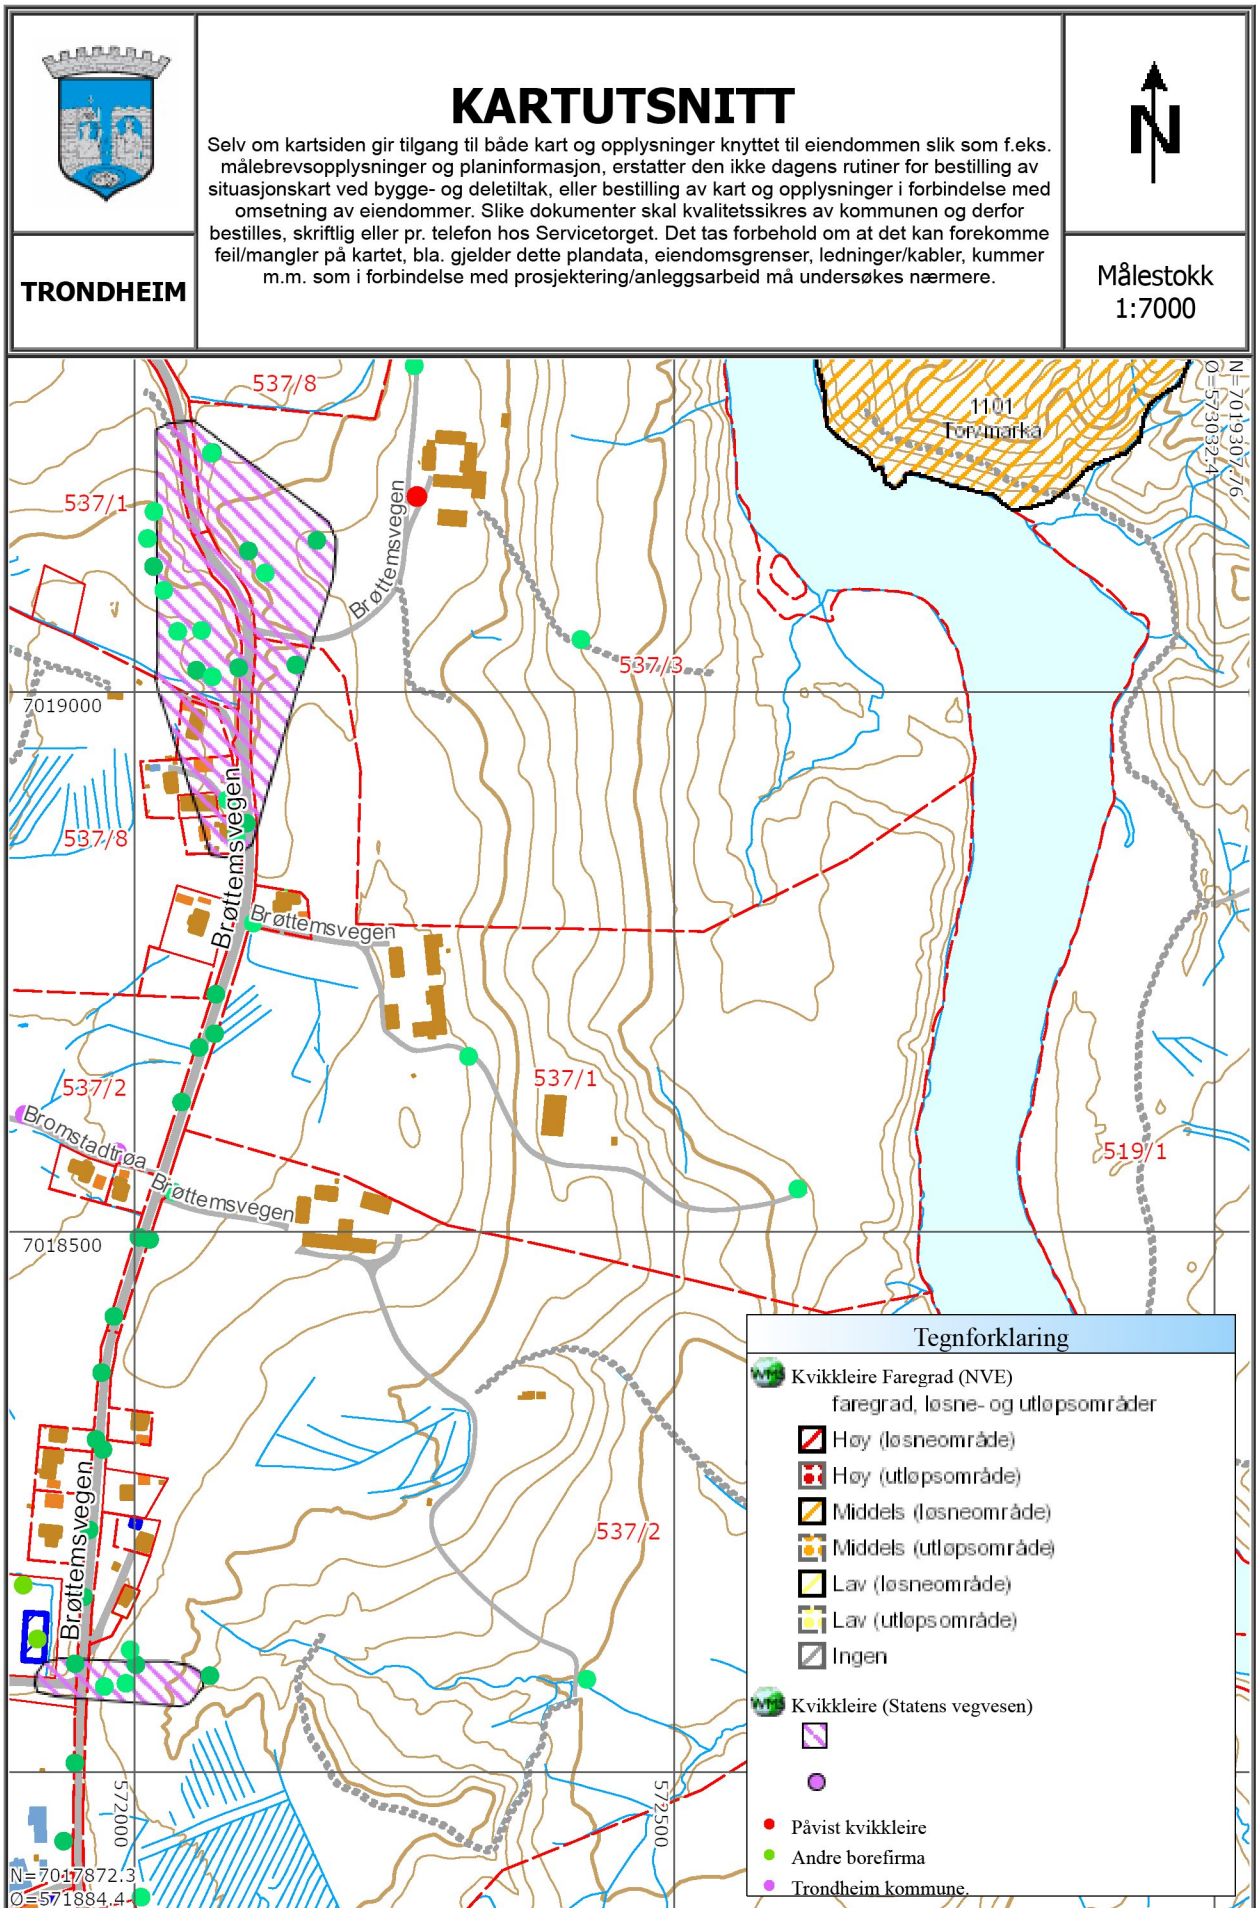 KARTUTSNITT
Selv om kartsiden gir tilgang til både kart og opplysninger knyttet til eiendommen slik som f.eks.
målebrevsopplysninger og planinformasjon, erstatter den ikke dagens rutiner for bestilling av
situasjonskart ved bygge- og deletiltak, eller bestilling av kart og opplysninger i forbindelse med
omsetning av eiendommer. Slike dokumenter skal kvalitetssikres av kommunen og derfor
bestilles, skriftlig eller pr. telefon hos Servicetorget. Det tas forbehold om at det kan forekomme
feil/mangler på kartet, bla. gjelder dette plandata, eiendomsgrenser, ledninger/kabler, kummer
m.m. som i forbindelse med prosjektering/anleggsarbeid må undersøkes nærmere.
TRONDHEIM
N
Målestokk
1:7000
537/8
1101
Torvmarka
N=7019307.76
Ø=573032.4
537/1
Brøttemsvegen
537/3
7019000
537/8
Brøttemsvegen
Brøttemsvegen
537/2
537/1
Bromstadtrøa
Brøttemsvegen
519/1
7018500
Brøttemsvegen
537/2
572000
572500
N=7017872.3
Ø=571884.4
Tegnforklaring
WMS
Kvikkleire Faregrad (NVE)
faregrad, løsne- og utløpsområder
Høy (løsneområde)
Høy (utløpsområde)
Middels (løsneområde)
Middels (utløpsområde)
Lav (løsneområde)
Lav (utløpsområde)
Ingen
WMS
Kvikkleire (Statens vegvesen)
Påvist kvikkleire
Andre borefirma
Trondheim kommune.